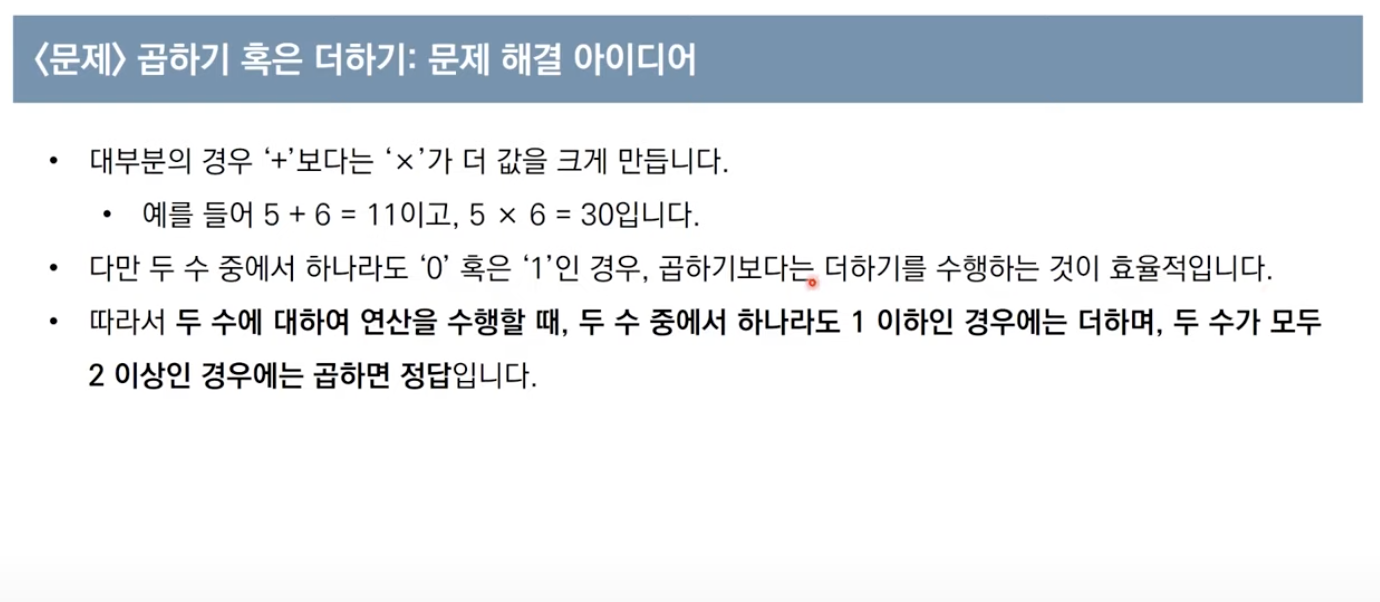 〈문제〉 곱하기 혹은 더하기: 문제 해결 아이디어
• 대부분의 경우 ‘+’보다는 ‘×’가 더 값을 크게 만듭니다.
• 예를 들어 5 + 6 = 11이고, 5 × 6 = 30입니다.
• 다만 두 수 중에서 하나라도 ‘0’ 혹은 ‘1’인 경우, 곱하기보다는 더하기를 수행하는 것이 효율적입니다.
• 따라서 두 수에 대하여 연산을 수행할 때, 두 수 중에서 하나라도 1 이하인 경우에는 더하며, 두 수가 모두
2 이상인 경우에는 곱하면 정답입니다.